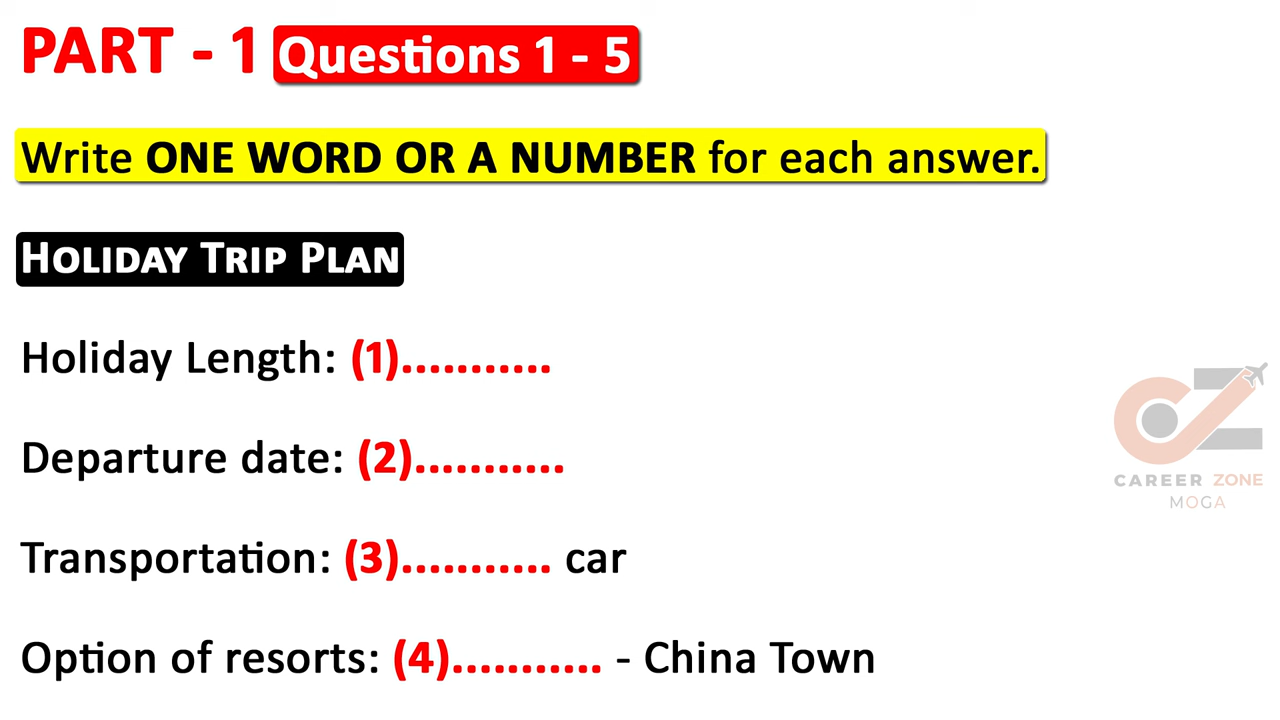 PART - 1 Questions 1 - 5
Write ONE WORD OR A NUMBER for each answer.
HOLIDAY TRIP PLAN
Holiday Length: (1)...........
Departure date: (2)...........
Transportation: (3)........... car
Option of resorts: (4)........... - China Town
CAREER ZONE
MOGA